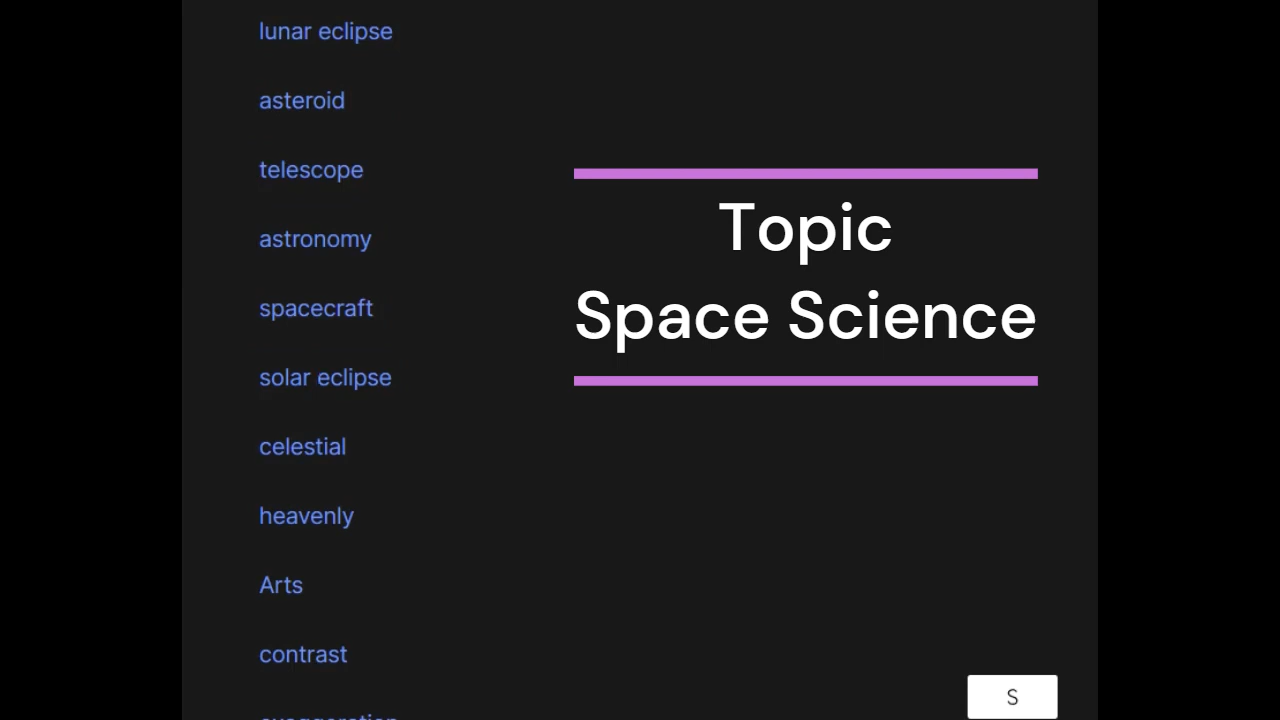 lunar eclipse
asteroid
telescope
astronomy
spacecraft
solar eclipse
celestial
heavenly
Arts
contrast
Topic
Space Science
S